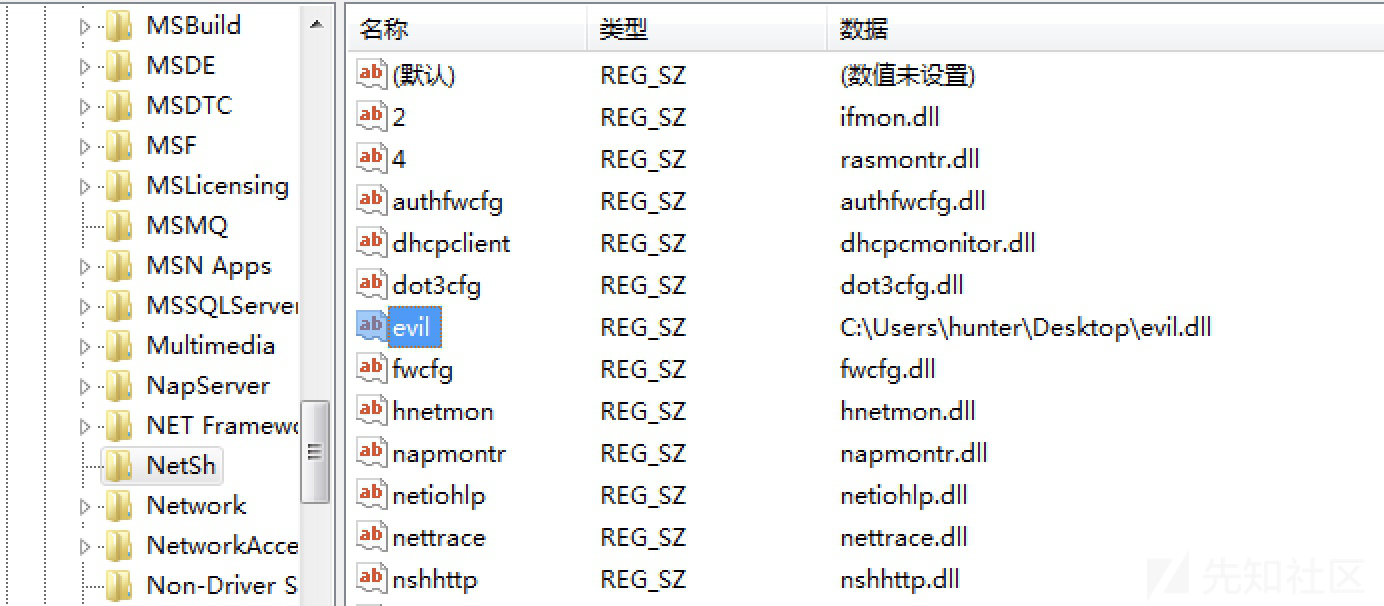 MSBuild
MSDE
MSDTC
MSF
MSLicensing
MSMQ
MSN Apps
MSSQLServer
Multimedia
NapServer
NET Framewo
NetSh
Network
NetworkAcce
Non-Driver S
名称 类型 数据
ab (默认) REG_SZ (数值未设置)
ab 2 REG_SZ ifmon.dll
ab 4 REG_SZ rasmontr.dll
ab authfwcfg REG_SZ authfwcfg.dll
ab dhcpclient REG_SZ dhcpcmonitor.dll
ab dot3cfg REG_SZ dot3cfg.dll
ab evil REG_SZ C:\Users\hunter\Desktop\evil.dll
ab fwcfg REG_SZ fwcfg.dll
ab hnetmon REG_SZ hnetmon.dll
ab napmontr REG_SZ napmontr.dll
ab netiohlp REG_SZ netiohlp.dll
ab nettrace REG_SZ nettrace.dll
ab nshhttp REG_SZ nshhttp.dll
先知社区